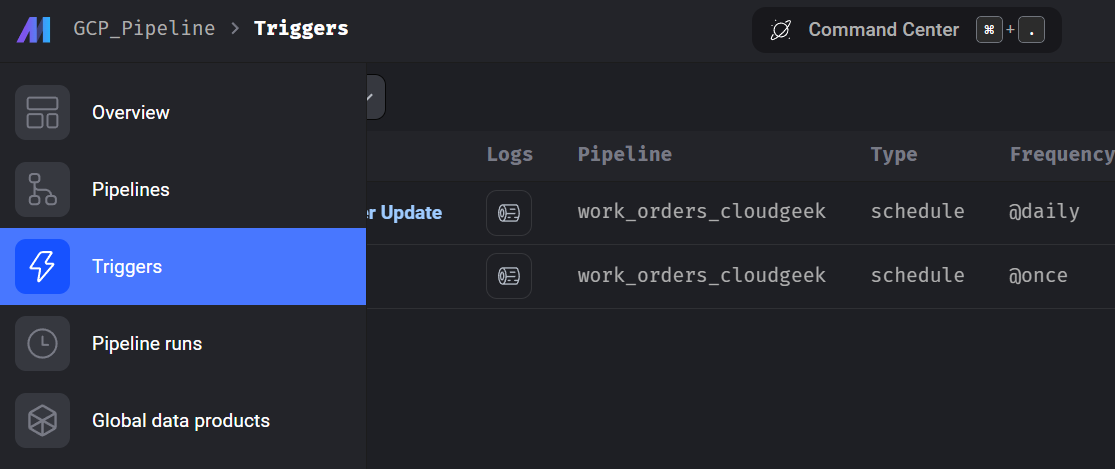 GCP_Pipeline > Triggers
Command Center ⌘ + .
Overview
Pipelines
Triggers
Pipeline runs
Global data products
Logs Pipeline Type Frequency
er Update work_orders_cloudgeek schedule @daily
work_orders_cloudgeek schedule @once